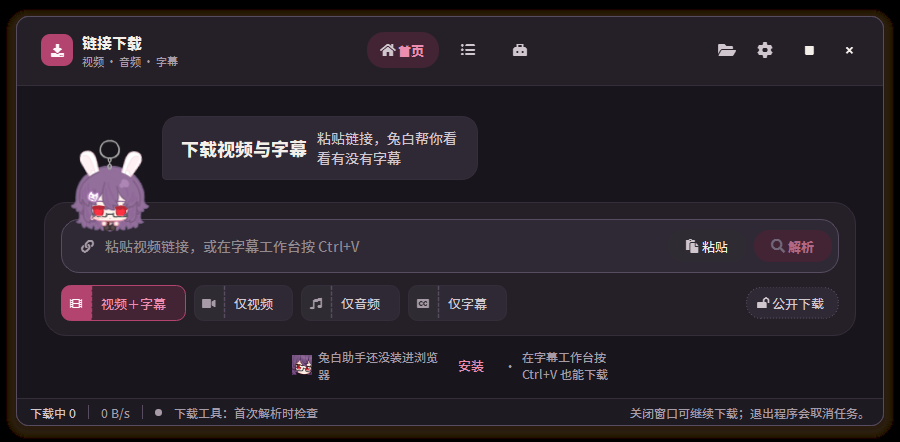 链接下载
视频 • 音频 • 字幕
首页
下载视频与字幕
粘贴链接，兔白帮你看
看有没有字幕
粘贴视频链接，或在字幕工作台按 Ctrl+V
粘贴
解析
视频＋字幕
仅视频
仅音频
CC
仅字幕
公开下载
兔白助手还没装进浏览
器
安装
•
在字幕工作台按
Ctrl+V 也能下载
下载中 0
0 B/s
下载工具：首次解析时检查
关闭窗口可继续下载；退出程序会取消任务。